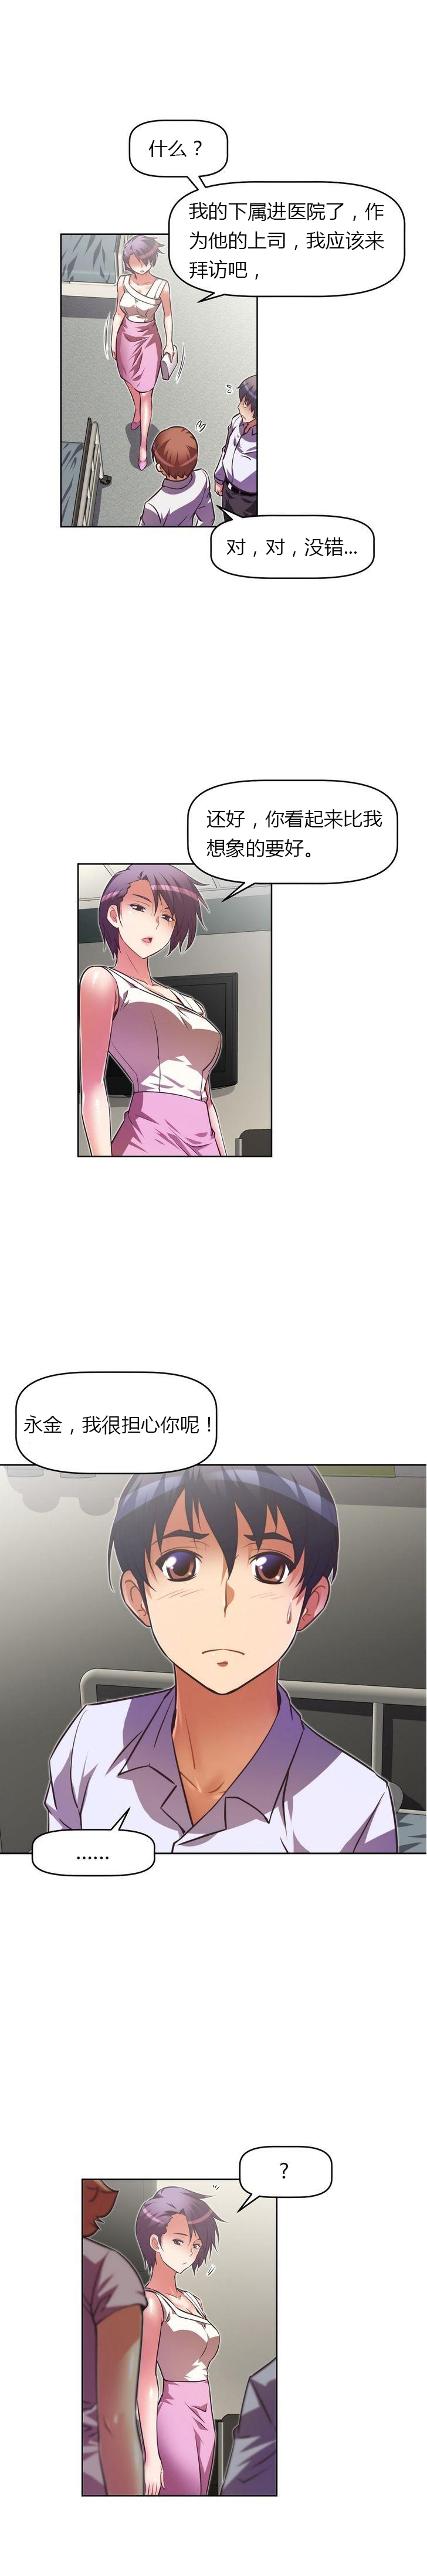 什么？
我的下属进医院了，作
为他的上司，我应该来
拜访吧，
对，对，没错...
还好，你看起来比我
想象的要好。
永金，我很担心你呢！
......
？